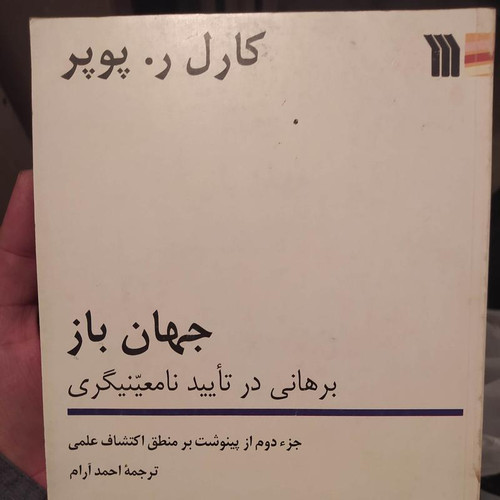 کارل ر. پوپر
جهان باز
برهانی در تأیید نامعیّنیگری
جزء دوم از پینوشت بر منطق اکتشاف علمی
ترجمهٔ احمد آرام